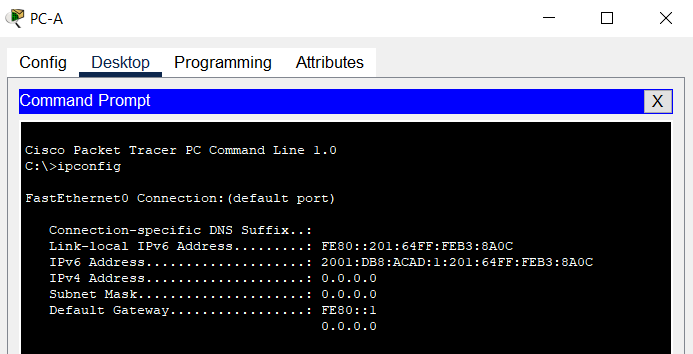 PC-A
Config Desktop Programming Attributes
Command Prompt X
Cisco Packet Tracer PC Command Line 1.0
C:\>ipconfig
FastEthernet0 Connection:(default port)
Connection-specific DNS Suffix..:
Link-local IPv6 Address.........: FE80::201:64FF:FEB3:8A0C
IPv6 Address....................: 2001:DB8:ACAD:1:201:64FF:FEB3:8A0C
IPv4 Address....................: 0.0.0.0
Subnet Mask.....................: 0.0.0.0
Default Gateway.................: FE80::1
0.0.0.0